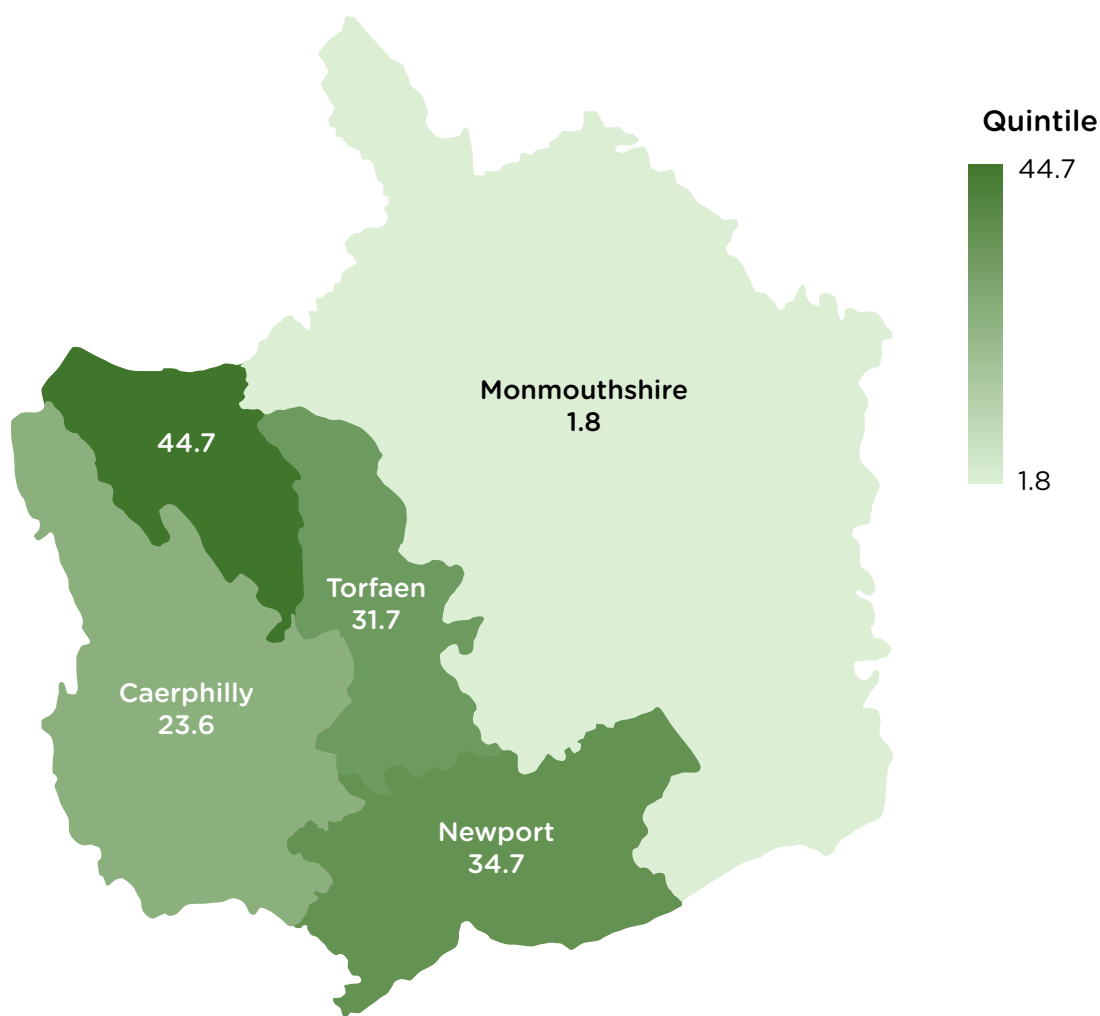 Quintile
44.7
1.8
Monmouthshire
1.8
44.7
Torfaen
31.7
Caerphilly
23.6
Newport
34.7